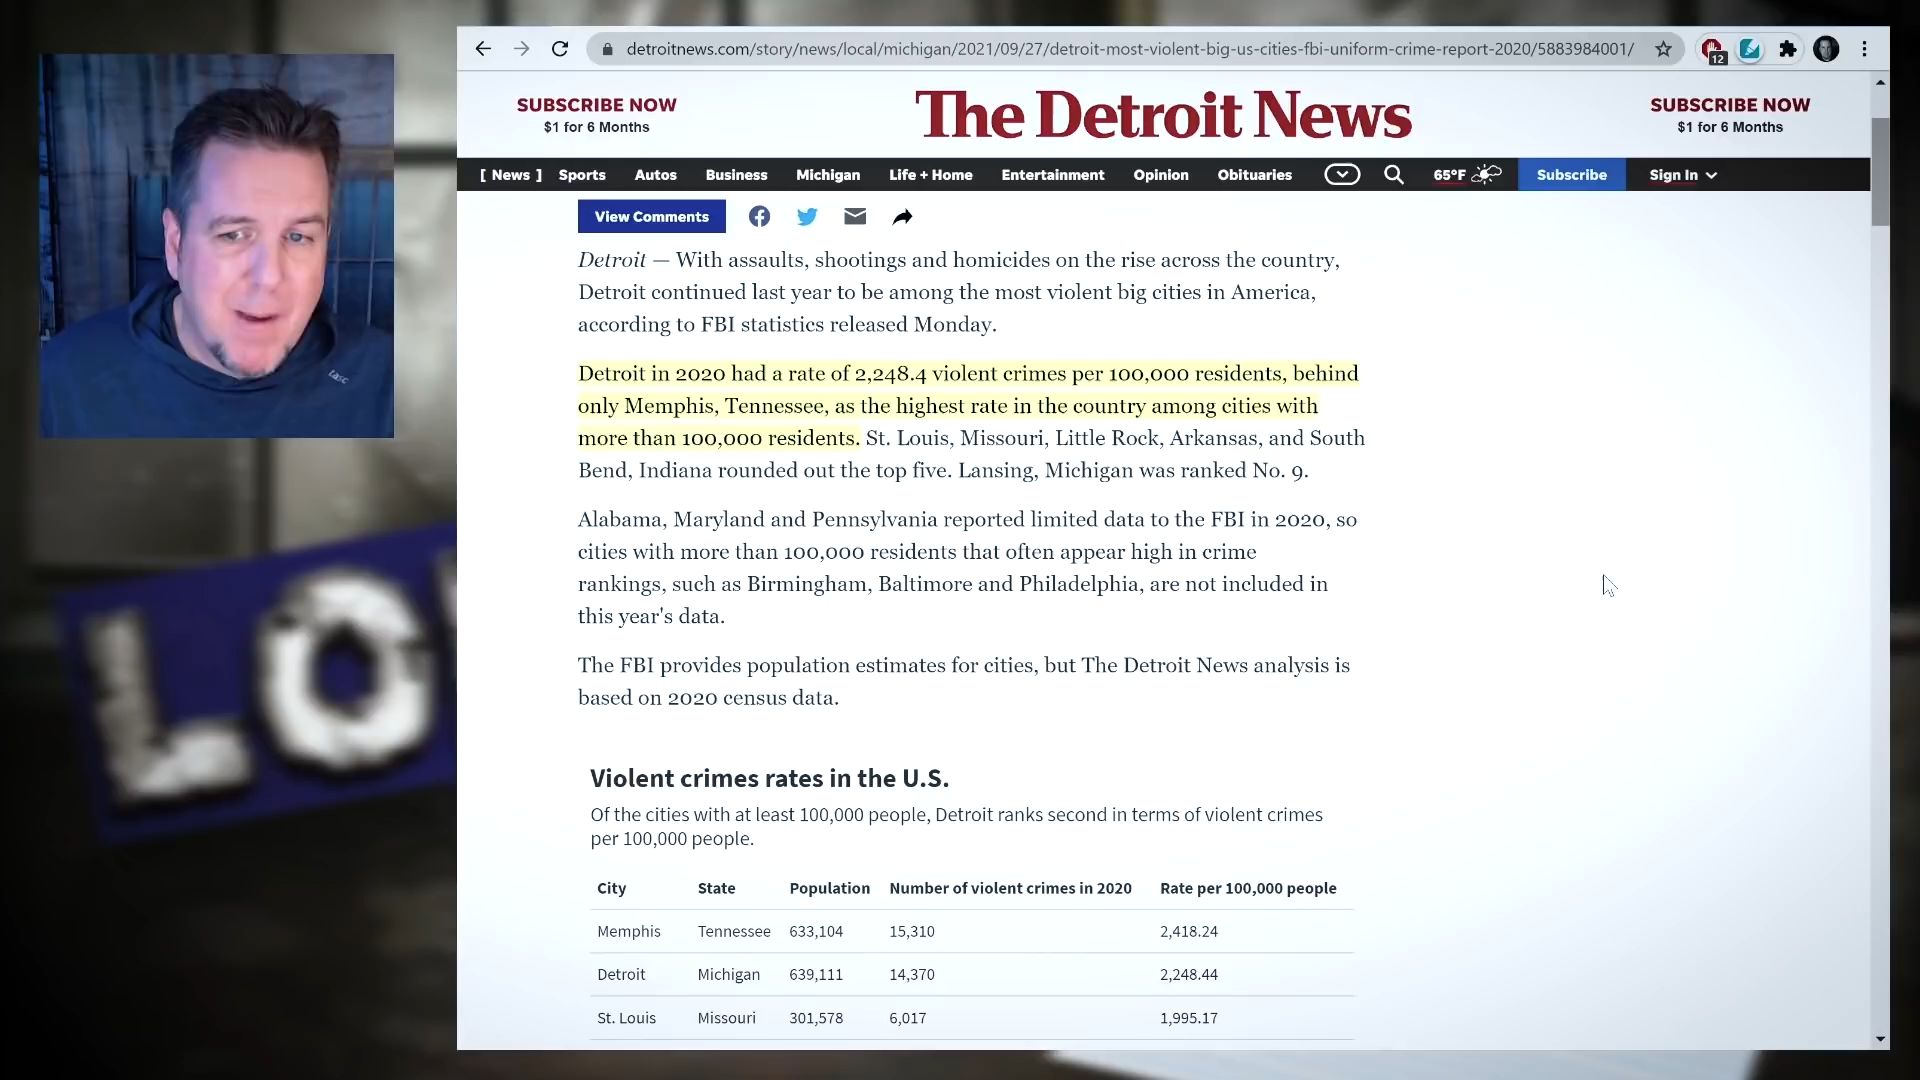 detroitnews.com/story/news/local/michigan/2021/09/27/detroit-most-violent-big-us-cities-fbi-uniform-crime-report-2020/5883984001/
12
SUBSCRIBE NOW
$1 for 6 Months
The Detroit News
SUBSCRIBE NOW
$1 for 6 Months
[ News ] Sports Autos Business Michigan Life + Home Entertainment Opinion Obituaries 65°F Subscribe Sign In
View Comments
Detroit — With assaults, shootings and homicides on the rise across the country,
Detroit continued last year to be among the most violent big cities in America,
according to FBI statistics released Monday.
Detroit in 2020 had a rate of 2,248.4 violent crimes per 100,000 residents, behind
only Memphis, Tennessee, as the highest rate in the country among cities with
more than 100,000 residents. St. Louis, Missouri, Little Rock, Arkansas, and South
Bend, Indiana rounded out the top five. Lansing, Michigan was ranked No. 9.
Alabama, Maryland and Pennsylvania reported limited data to the FBI in 2020, so
cities with more than 100,000 residents that often appear high in crime
rankings, such as Birmingham, Baltimore and Philadelphia, are not included in
this year's data.
The FBI provides population estimates for cities, but The Detroit News analysis is
based on 2020 census data.
Violent crimes rates in the U.S.
Of the cities with at least 100,000 people, Detroit ranks second in terms of violent crimes
per 100,000 people.
City State Population Number of violent crimes in 2020 Rate per 100,000 people
Memphis Tennessee 633,104 15,310 2,418.24
Detroit Michigan 639,111 14,370 2,248.44
St. Louis Missouri 301,578 6,017 1,995.17
tasc
LO